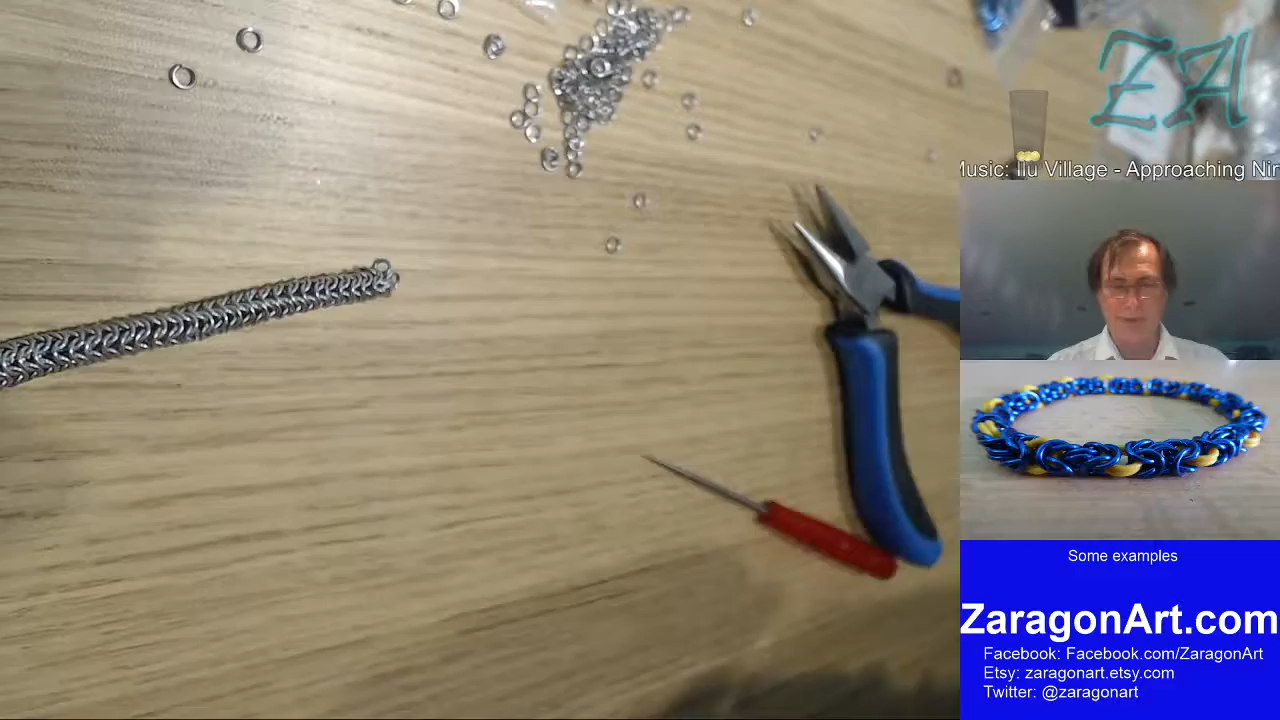 ZA
Music: Ilu Village - Approaching Nir
Some examples
ZaragonArt.com
Facebook: Facebook.com/ZaragonArt
Etsy: zaragonart.etsy.com
Twitter: @zaragonart